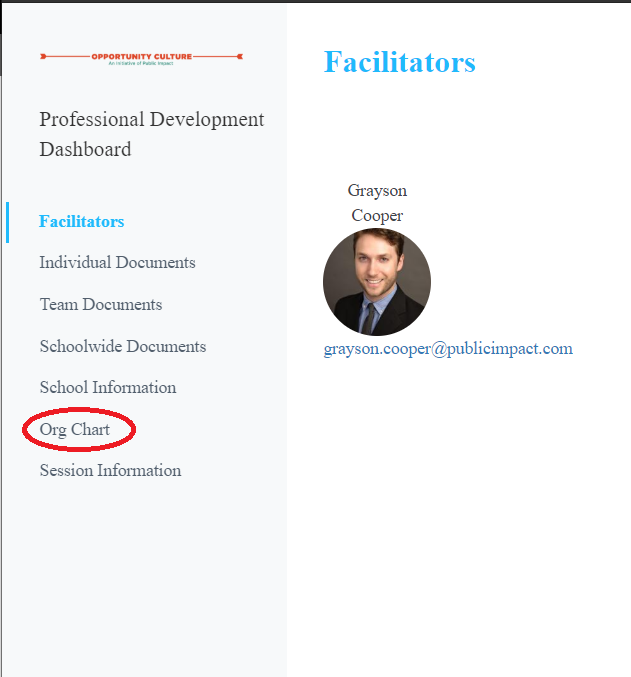 OPPORTUNITY CULTURE
An Initiative of Public Impact
Professional Development
Dashboard
Facilitators
Individual Documents
Team Documents
Schoolwide Documents
School Information
Org Chart
Session Information
Facilitators
Grayson
Cooper
grayson.cooper@publicimpact.com